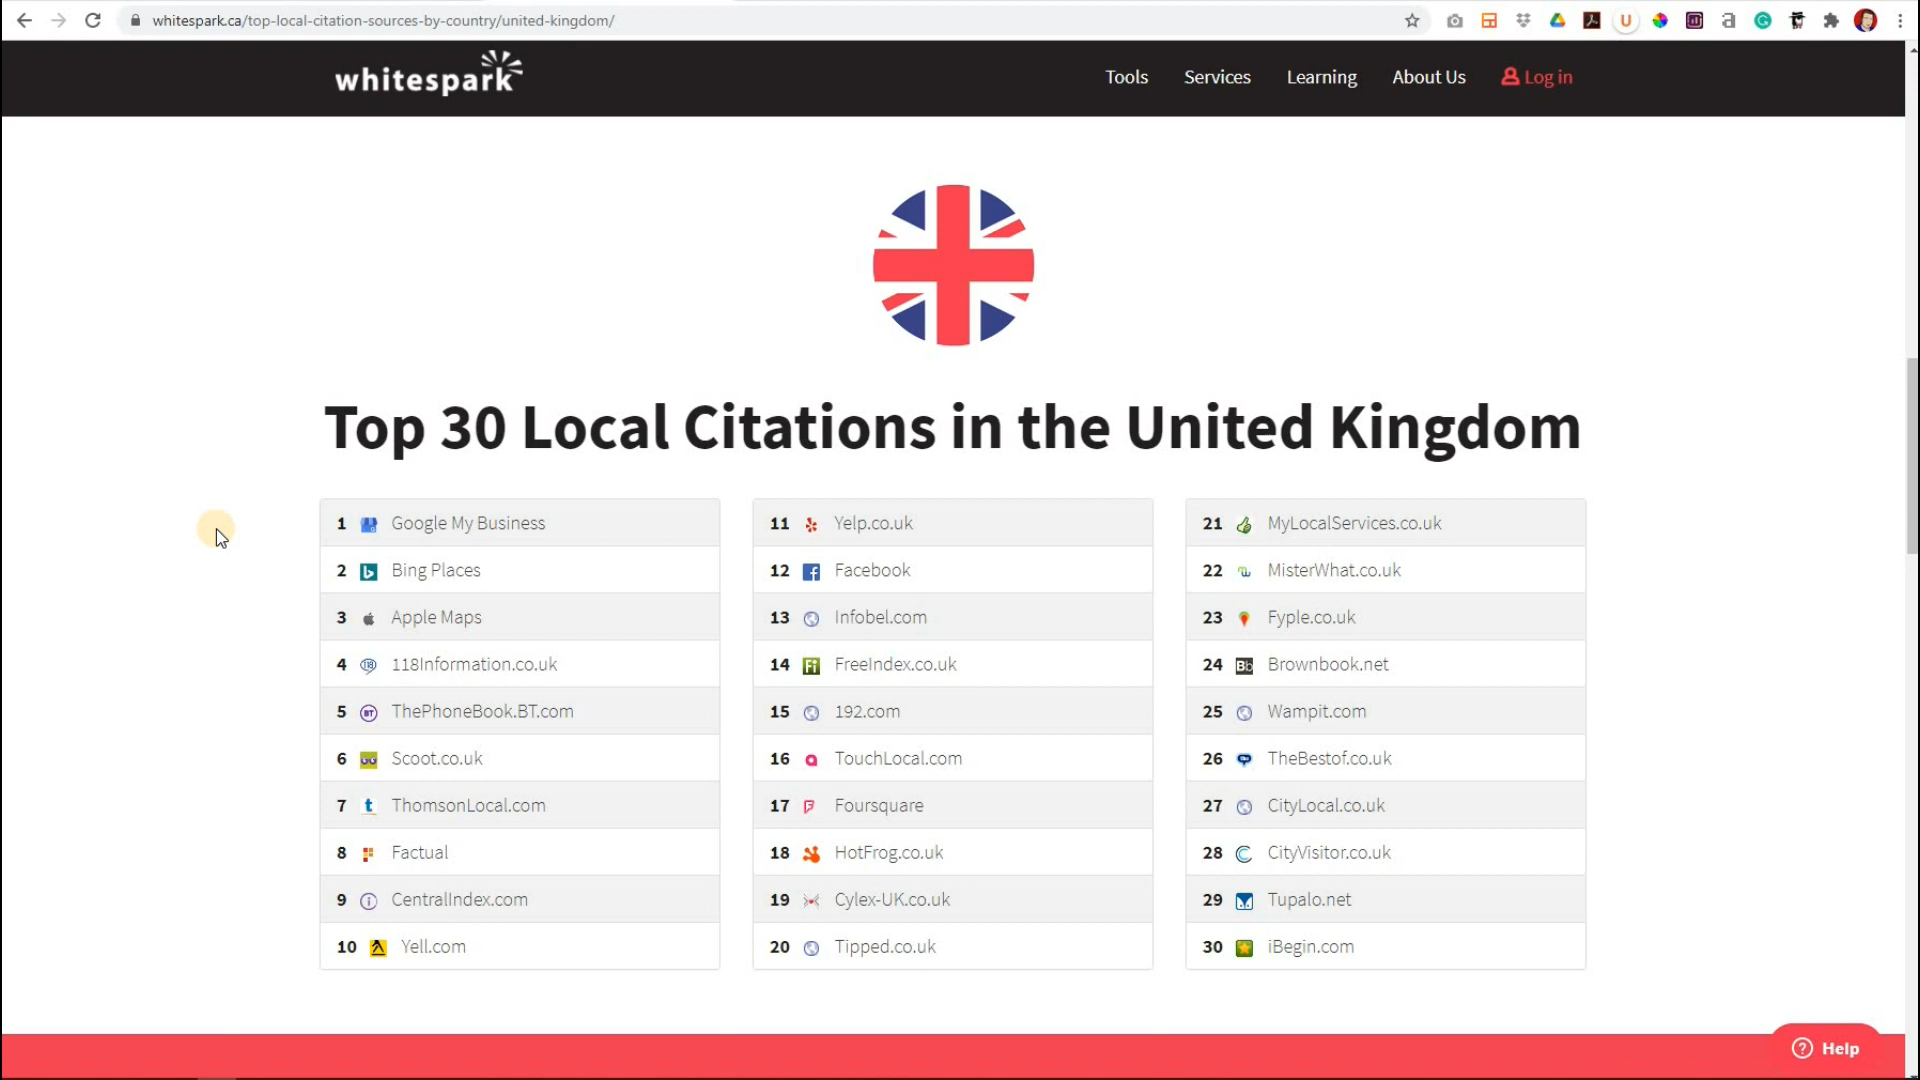 whitespark.ca/top-local-citation-sources-by-country/united-kingdom/
whitespark
Tools Services Learning About Us Log in
Top 30 Local Citations in the United Kingdom
1 Google My Business
2 Bing Places
3 Apple Maps
4 118Information.co.uk
5 ThePhoneBook.BT.com
6 Scoot.co.uk
7 ThomsonLocal.com
8 Factual
9 CentralIndex.com
10 Yell.com
11 Yelp.co.uk
12 Facebook
13 Infobel.com
14 FreeIndex.co.uk
15 192.com
16 TouchLocal.com
17 Foursquare
18 HotFrog.co.uk
19 Cylex-UK.co.uk
20 Tipped.co.uk
21 MyLocalServices.co.uk
22 MisterWhat.co.uk
23 Fyple.co.uk
24 Brownbook.net
25 Wampit.com
26 TheBestof.co.uk
27 CityLocal.co.uk
28 CityVisitor.co.uk
29 Tupalo.net
30 iBegin.com
Help